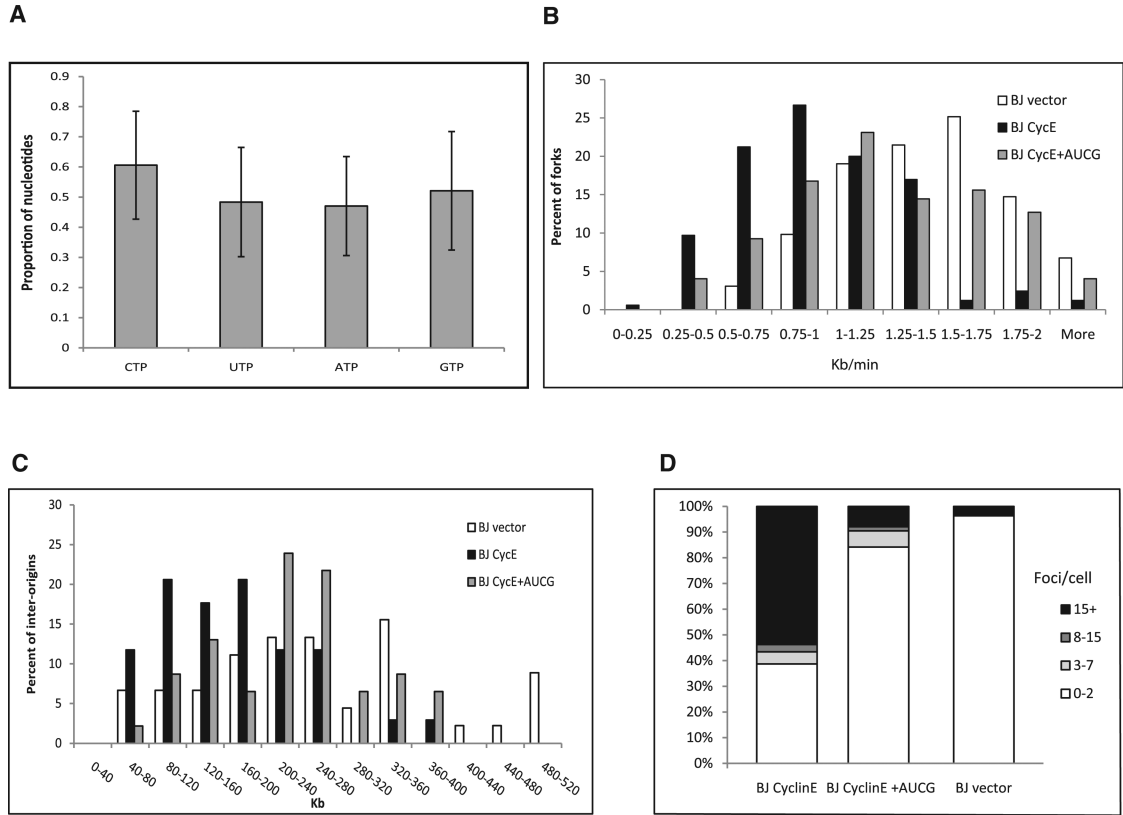 A
Proportion of nucleotides
0.9
0.8
0.7
0.6
0.5
0.4
0.3
0.2
0.1
0
CTP UTP ATP GTP
B
Percent of forks
30
25
20
15
10
5
0
BJ vector
BJ CycE
BJ CycE+AUCG
0-0.25 0.25-0.5 0.5-0.75 0.75-1 1-1.25 1.25-1.5 1.5-1.75 1.75-2 More
Kb/min
C
Percent of inter-origins
30
25
20
15
10
5
0
BJ vector
BJ CycE
BJ CycE+AUCG
0-40 40-80 80-120 120-160 160-200 200-240 240-280 280-320 320-360 360-400 400-440 440-480 480-520
Kb
D
100%
90%
80%
70%
60%
50%
40%
30%
20%
10%
0%
BJ CyclinE BJ CyclinE +AUCG BJ vector
Foci/cell
15+
8-15
3-7
0-2